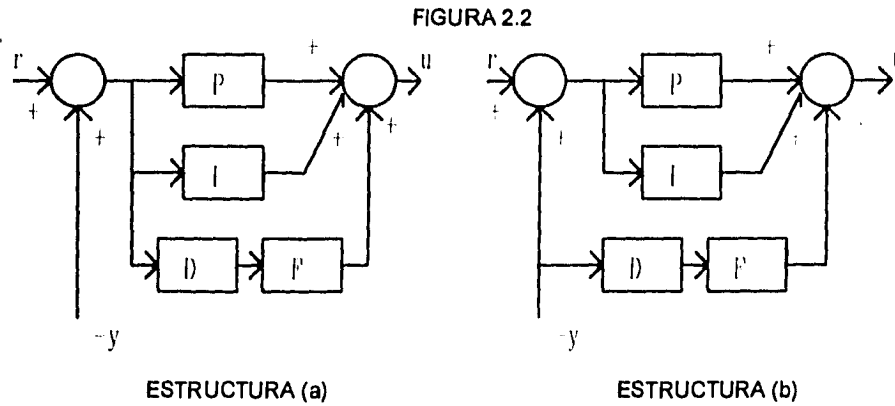 FIGURA 2.2
r
+
+
P
I
D
F
+
+
+
u
-y
r
+
+
P
I
D
F
+
+
-y
ESTRUCTURA (a)
ESTRUCTURA (b)